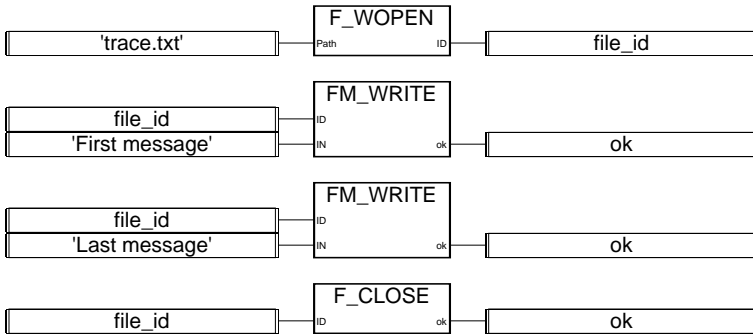 F_WOPEN
'trace.txt' Path ID file_id
FM_WRITE
file_id ID
'First message' IN ok ok
FM_WRITE
file_id ID
'Last message' IN ok ok
F_CLOSE
file_id ID ok ok